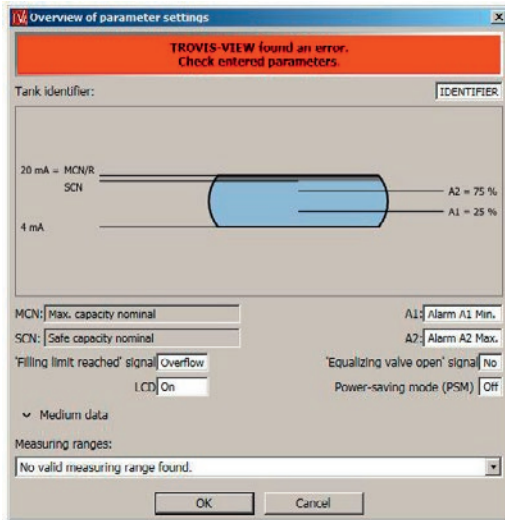 Overview of parameter settings
TROVIS-VIEW found an error.
Check entered parameters.
Tank identifier: IDENTIFIER
20 mA = MCN/R
SCN
A2 = 75 %
A1 = 25 %
4 mA
MCN: Max. capacity nominal A1: Alarm A1 Min.
SCN: Safe capacity nominal A2: Alarm A2 Max.
'Filling limit reached' signal Overflow 'Equalizing valve open' signal No
LCD On Power-saving mode (PSM) Off
Medium data
Measuring ranges:
No valid measuring range found.
OK Cancel